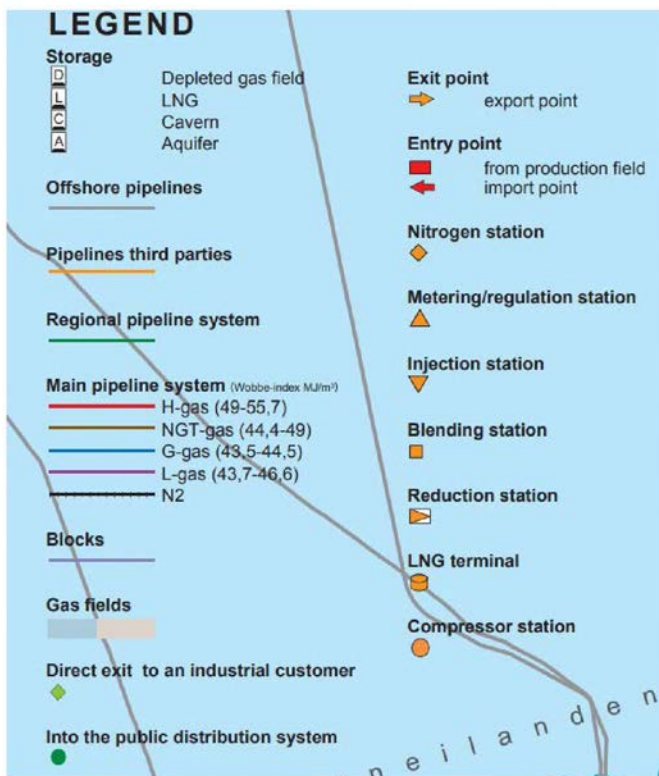 LEGEND
Storage
D Depleted gas field
L LNG
C Cavern
A Aquifer
Offshore pipelines
Pipelines third parties
Regional pipeline system
Main pipeline system (Wobbe-index MJ/m³)
H-gas (49-55,7)
NGT-gas (44,4-49)
G-gas (43,5-44,5)
L-gas (43,7-46,6)
N2
Blocks
Gas fields
Direct exit to an industrial customer
Into the public distribution system
Exit point
export point
Entry point
from production field
import point
Nitrogen station
Metering/regulation station
Injection station
Blending station
Reduction station
LNG terminal
Compressor station
neilanden